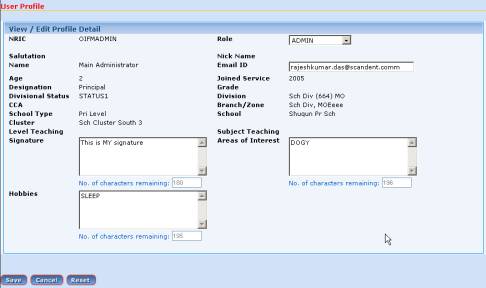 User Profile
View / Edit Profile Detail
NRIC OIFMADMIN Role ADMIN
Salutation Nick Name
Name Main Administrator Email ID rajeshkumar.das@scandent.comm
Age 2 Joined Service 2005
Designation Principal Grade
Divisional Status STATUS1 Division Sch Div (664) MO
CCA Branch/Zone Sch Div, MOEeee
School Type Pri Level School Shuqun Pr Sch
Cluster Sch Cluster South 3
Level Teaching Subject Teaching
Signature This is MY signature Areas of Interest DOGY
No. of characters remaining: 180 No. of characters remaining: 196
Hobbies SLEEP
No. of characters remaining: 195
Save Cancel Reset